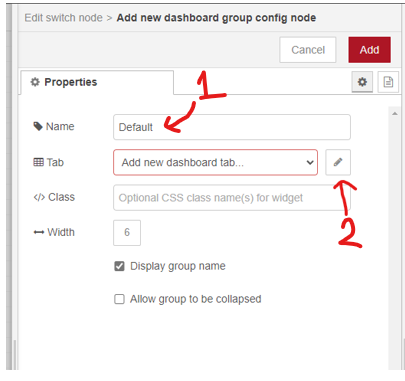 Edit switch node > Add new dashboard group config node
Cancel
Add
Properties
1
Name
Default
Tab
Add new dashboard tab...
</> Class
Optional CSS class name(s) for widget
2
Width
6
Display group name
Allow group to be collapsed